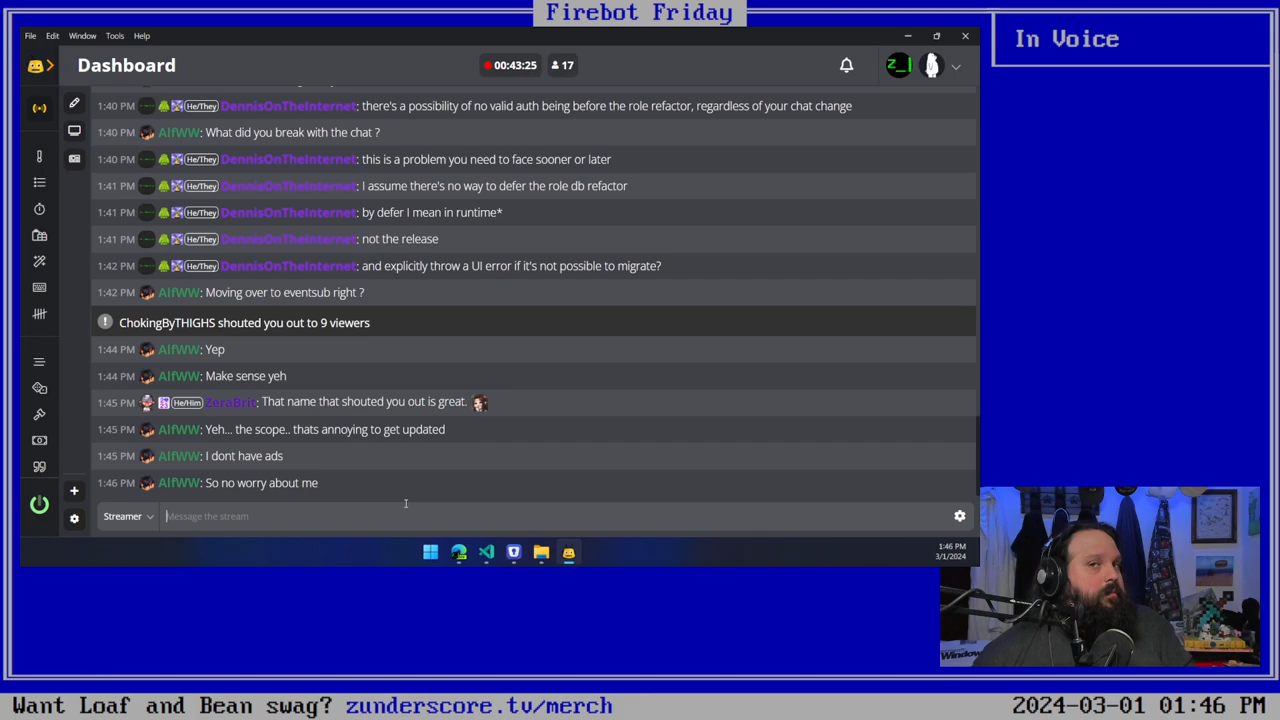 Firebot Friday
File Edit Window Tools Help
In Voice
Dashboard
00:43:25
17
z_|
1:40 PM He/They DennisOnTheInternet: there's a possibility of no valid auth being before the role refactor, regardless of your chat change
1:40 PM AlfWW: What did you break with the chat ?
1:40 PM He/They DennisOnTheInternet: this is a problem you need to face sooner or later
1:41 PM He/They DennisOnTheInternet: I assume there's no way to defer the role db refactor
1:41 PM He/They DennisOnTheInternet: by defer I mean in runtime*
1:41 PM He/They DennisOnTheInternet: not the release
1:42 PM He/They DennisOnTheInternet: and explicitly throw a UI error if it's not possible to migrate?
1:42 PM AlfWW: Moving over to eventsub right ?
ChokingByTHIGHS shouted you out to 9 viewers
1:44 PM AlfWW: Yep
1:44 PM AlfWW: Make sense yeh
1:45 PM He/Him ZeraBrit: That name that shouted you out is great.
1:45 PM AlfWW: Yeh... the scope.. thats annoying to get updated
1:45 PM AlfWW: I dont have ads
1:46 PM AlfWW: So no worry about me
Streamer Message the stream
1:46 PM
3/1/2024
Window
Want Loaf and Bean swag? zunderscore.tv/merch
2024-03-01 01:46 PM